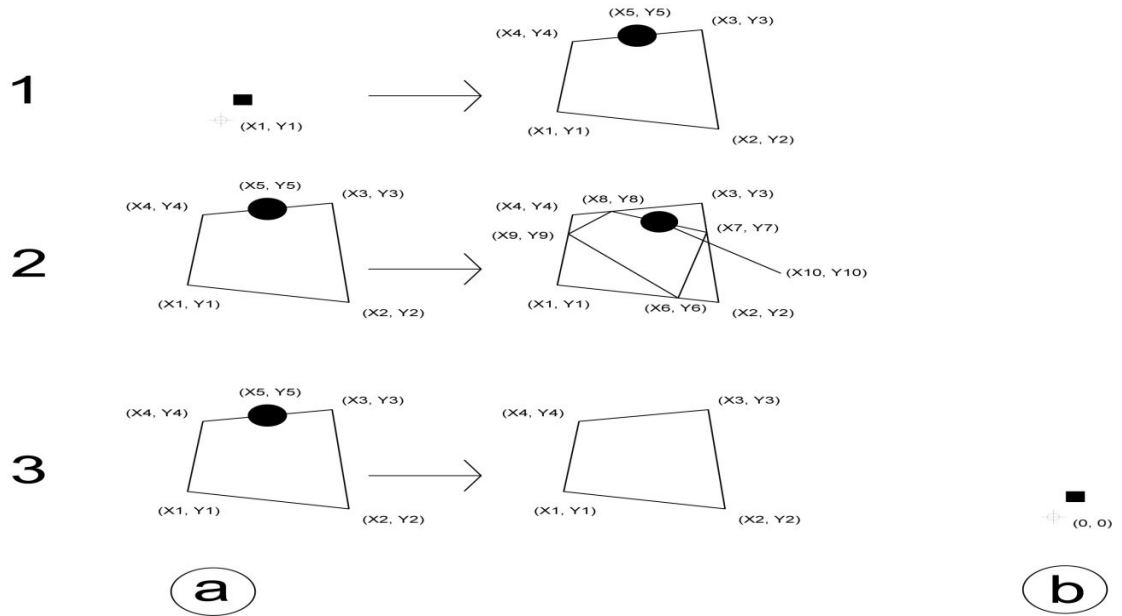 (X5, Y5)
(X3, Y3)
(X4, Y4)
1
(X1, Y1)
(X1, Y1)
(X2, Y2)
(X5, Y5)
(X3, Y3)
(X4, Y4)
(X8, Y8)
(X3, Y3)
(X4, Y4)
(X9, Y9)
(X7, Y7)
2
(X10, Y10)
(X1, Y1)
(X2, Y2)
(X1, Y1)
(X6, Y6)
(X2, Y2)
(X5, Y5)
(X3, Y3)
(X4, Y4)
(X3, Y3)
(X4, Y4)
3
(X1, Y1)
(X2, Y2)
(X1, Y1)
(X2, Y2)
(0, 0)
a
b